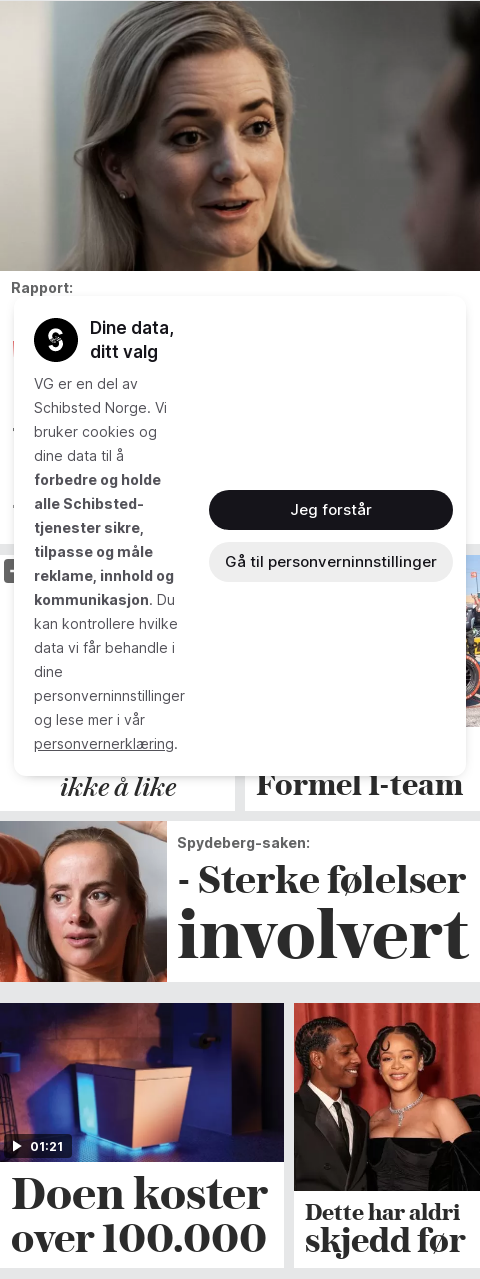 Rapport:
Dine data,
ditt valg
VG er en del av
Schibsted Norge. Vi
bruker cookies og
dine data til å
forbedre og holde
alle Schibsted-
tjenester sikre,
tilpasse og måle
reklame, innhold og
kommunikasjon. Du
kan kontrollere hvilke
data vi får behandle i
dine
personverninnstillinger
og lese mer i vår
personvernerklæring.
Jeg forstår
Gå til personverninnstillinger
ikke å like
Formel 1-team
Spydeberg-saken:
- Sterke følelser
involvert
01:21
Doen koster
over 100.000
Dette har aldri
skjedd før